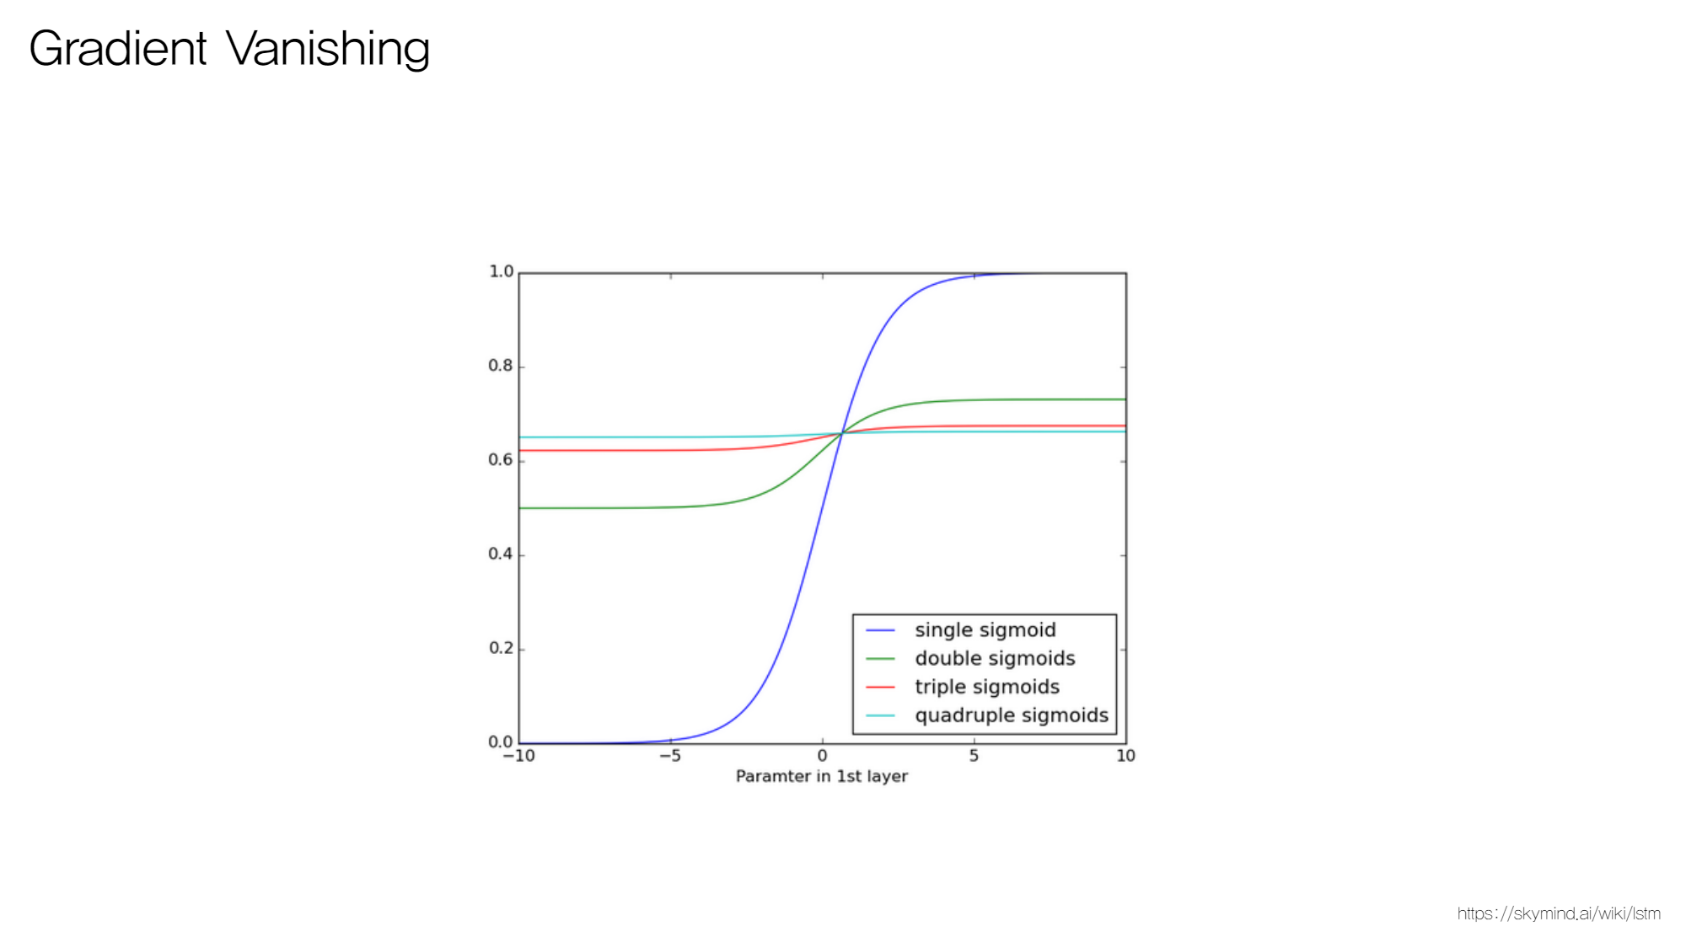 Gradient Vanishing
1.0
0.8
0.6
0.4
0.2
0.0
−10
−5
0
5
10
single sigmoid
double sigmoids
triple sigmoids
quadruple sigmoids
Paramter in 1st layer
https://skymind.ai/wiki/lstm